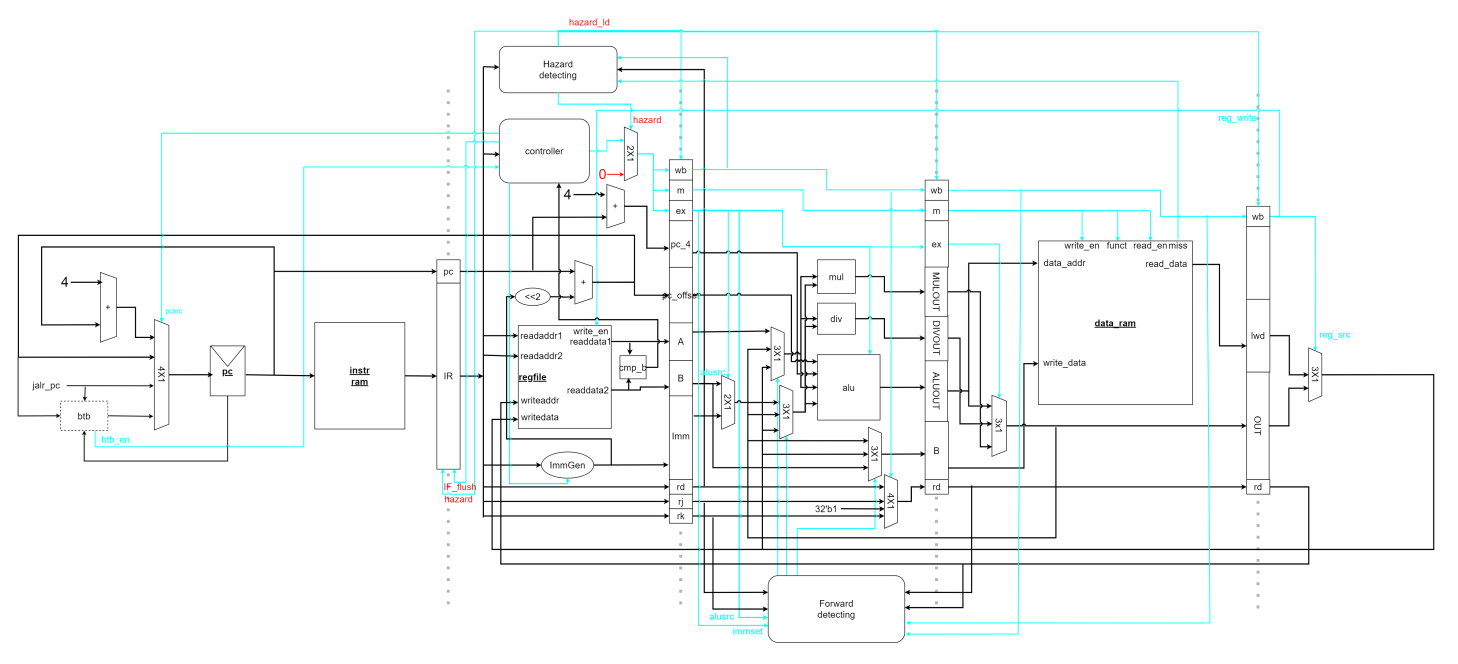 hazard_ld
Hazard
detecting
hazard
reg_write
controller
2X1
0
4
+
wb
m
ex
pc_4
pc_offset
A
B
Imm
rd
rj
rk
wb
m
ex
MULOUT
DIVOUT
ALUOUT
B
rd
write_en
funct
read_en
miss
data_addr
read_data
data_ram
write_data
wb
lwd
OUT
rd
reg_src
3X1
4
+
pcsrc
4X1
jalr_pc
btb
btb_en
pc
instr
ram
pc
IR
IF_flush
hazard
<<2
+
write_en
readaddr1
readdata1
readaddr2
regfile
cmp_b
readdata2
writeaddr
writedata
ImmGen
alusrc
2X1
3X1
3X1
mul
div
alu
3X1
3x1
4X1
32'b1
Forward
detecting
alusrc
immset